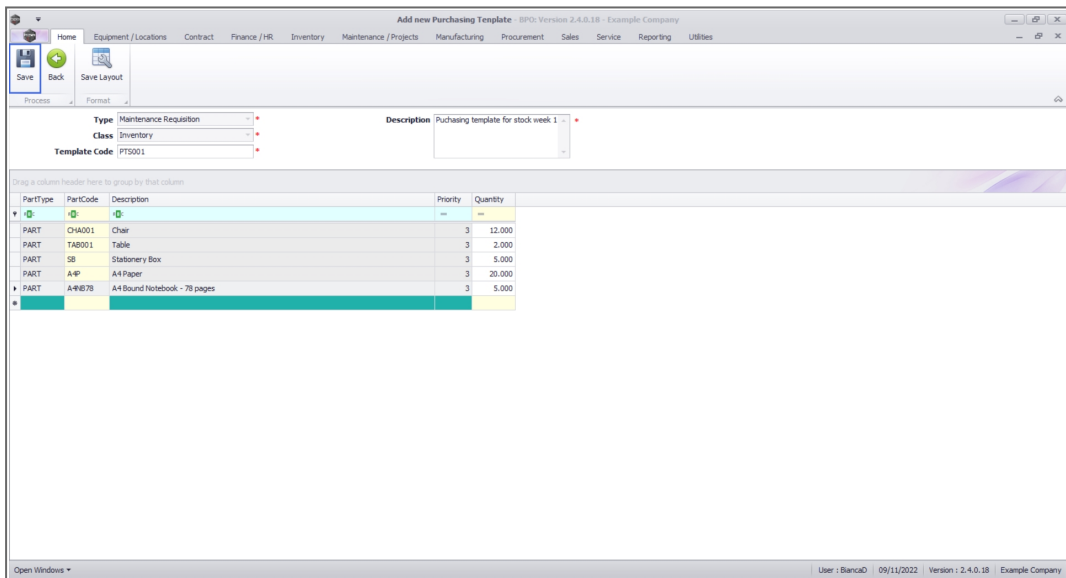 Add new Purchasing Template - BPO: Version 2.4.0.18 - Example Company
Home Equipment / Locations Contract Finance / HR Inventory Maintenance / Projects Manufacturing Procurement Sales Service Reporting Utilities
Save Back Save Layout
Process Format
Type Maintenance Requisition * Description Puchasing template for stock week 1 *
Class Inventory *
Template Code PTS001 *
Drag a column header here to group by that column
PartType PartCode Description Priority Quantity
PART CHA001 Chair 3 12.000
PART TAB001 Table 3 2.000
PART SB Stationery Box 3 5.000
PART A4P A4 Paper 3 20.000
PART A4NB78 A4 Bound Notebook - 78 pages 3 5.000
Open Windows User : BiancaD 09/11/2022 Version : 2.4.0.18 Example Company